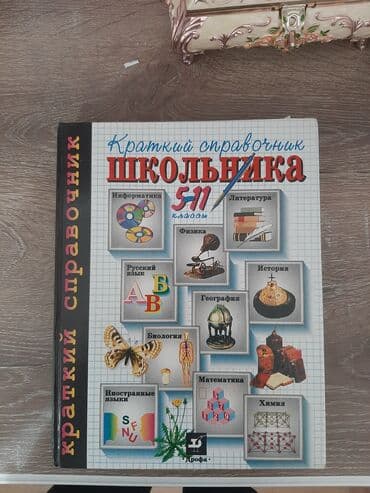 краткий справочник
Краткий справочник
ШКОЛЬНИКА
5-11
классы
Информатика
Литература
Физика
Русский
язык
А В
В
История
География
Биология
Иностранные
языки
S N
F U
Математика
Химия
Дрофа